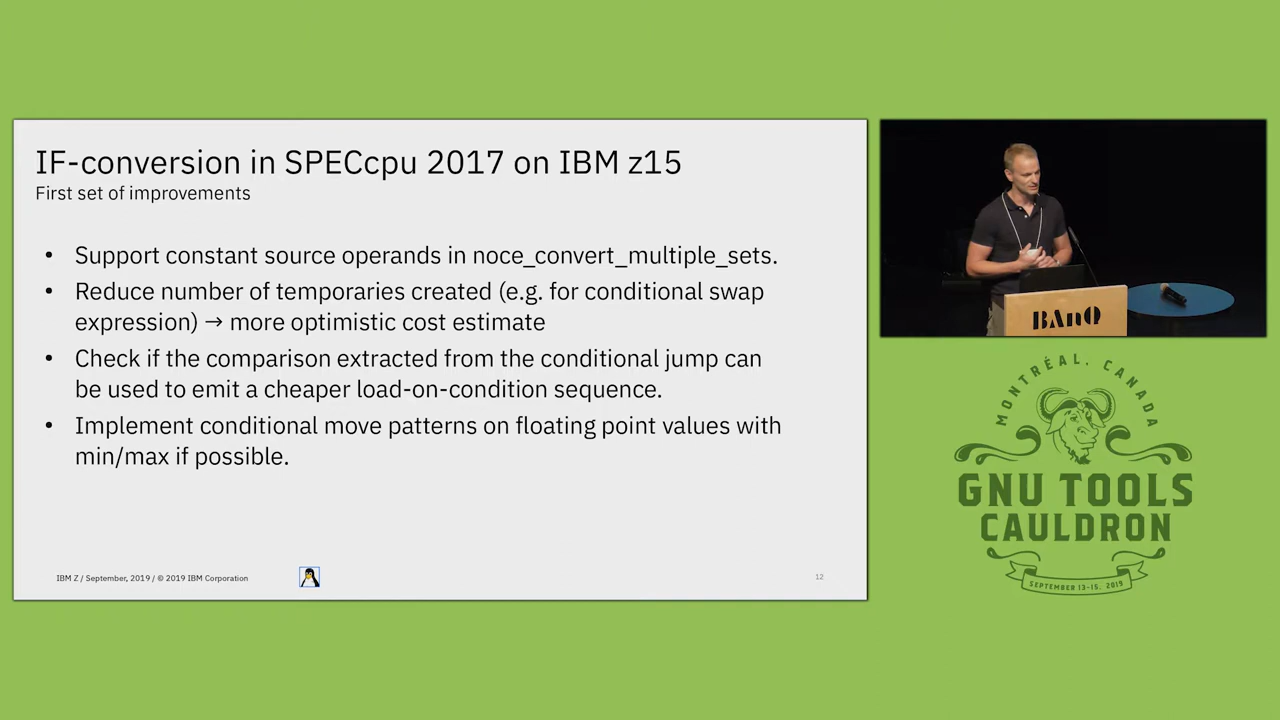 IF-conversion in SPECcpu 2017 on IBM z15
First set of improvements
• Support constant source operands in noce_convert_multiple_sets.
• Reduce number of temporaries created (e.g. for conditional swap
expression) → more optimistic cost estimate
• Check if the comparison extracted from the conditional jump can
be used to emit a cheaper load-on-condition sequence.
• Implement conditional move patterns on floating point values with
min/max if possible.
IBM Z / September, 2019 / © 2019 IBM Corporation
12
BAnQ
MONTRÉAL, CANADA
GNU TOOLS
CAULDRON
SEPTEMBER 13-15, 2019